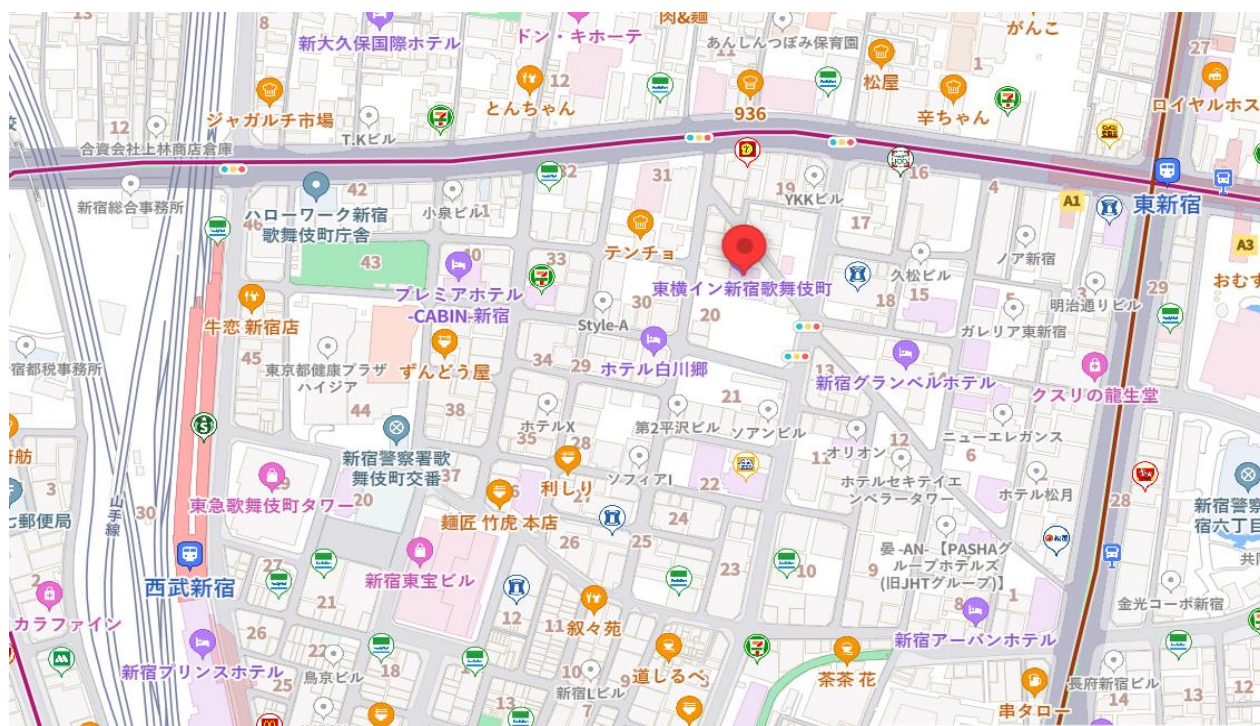 肉&麺
がんこ
8
新大久保国際ホテル
ドン・キホーテ
あんしんつぼみ保育園
11
27
松屋
1
12
とんちゃん
ロイヤルホス
ジャガルチ市場
936
辛ちゃん
12
T.Kビル
合資会社上林商店倉庫
新宿総合事務所
42
32
31
19
YKKビル
16
4
A1
東新宿
ハローワーク新宿
歌舞伎町庁舎
小泉ビル
46
17
テンチョ
久松ビル
ノア新宿
A3
43
40
33
東横イン新宿歌舞伎町
おむす
プレミアホテル
-CABIN-新宿
30
20
18
15
5
3
明治通りビル
29
牛恋 新宿店
Style-A
ガレリア東新宿
45
東京都健康プラザ
ハイジア
ずんどう屋
34
29
ホテル白川郷
13
新宿グランベルホテル
14
クスリの龍生堂
宿都税事務所
44
38
ホテルX
21
第2平沢ビル
ソアンビル
オリオン
12
ニューエレガンス
35
28
11
6
新宿警察署歌
舞伎町交番
37
利しり
ソフィアI
22
ホテルセキテイエ
ンペラータワー
2
ホテル松月
28
3
東急歌舞伎町タワー
20
27
新宿警察
宿六丁目
七郵便局
30
山手線
麺匠 竹虎 本店
24
26
25
西武新宿
新宿東宝ビル
23
10
9
晏 -AN-【PASHAグ
ループホテルズ
(旧JHTグループ)】
共同
27
21
2
カラファイン
12
11
叙々苑
8
1
金光コーポ新宿
26
新宿アーバンホテル
新宿プリンスホテル
22
鳥京ビル
18
10
新宿Lビル
9
道しるべ
3
茶茶 花
長府新宿ビル
25
13
7
串タロー
14
13
12